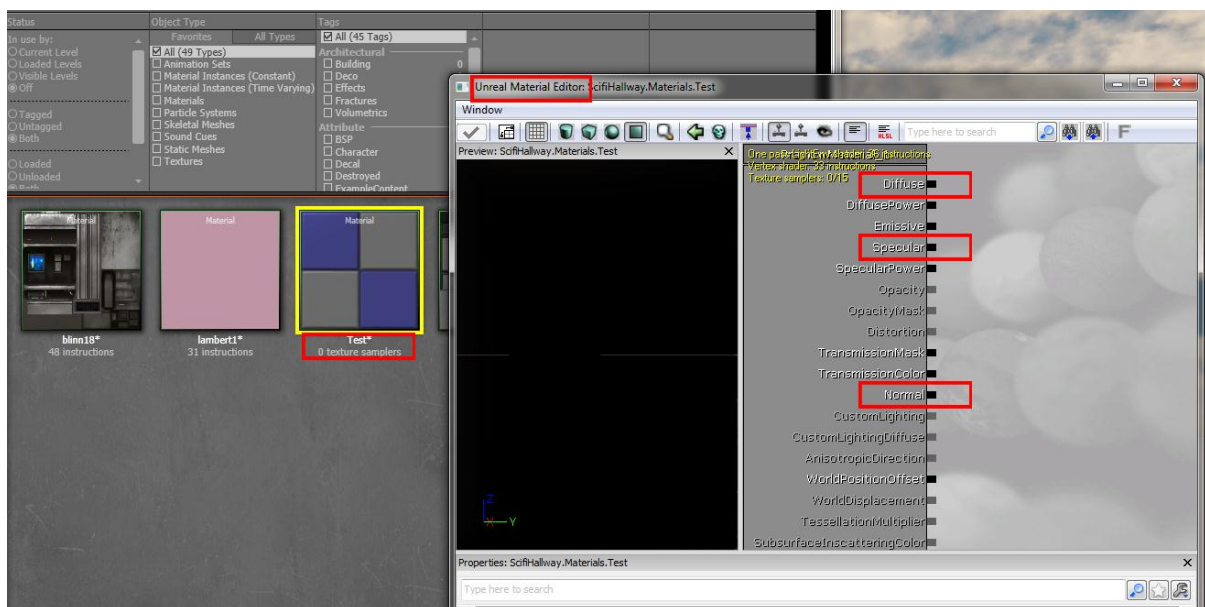 Status
In use by:
Current Level
Loaded Levels
Visible Levels
Off
Tagged
Untagged
Both
Loaded
Unloaded
Both
Object Type
Favorites
All Types
All (49 Types)
Animation Sets
Material Instances (Constant)
Material Instances (Time Varying)
Materials
Particle Systems
Skeletal Meshes
Sound Cues
Static Meshes
Textures
Tags
All (45 Tags)
Architectural
Building 0
Deco
Effects
Fractures
Volumetrics
Attribute
BSP
Character
Decal
Destroyed
ExampleContent
Material
blinn18*
48 instructions
Material
lambert1*
31 instructions
Material
Test*
0 texture samplers
Unreal Material Editor: ScifiHallway.Materials.Test
Window
HLSL
Type here to search
F
Preview: ScifiHallway.Materials.Test X
Z
X
Y
Vertex shader: 33 instructions
Texture samplers: 0/15
Diffuse
DiffusePower
Emissive
Specular
SpecularPower
Opacity
OpacityMask
Distortion
TransmissionMask
TransmissionColor
Normal
CustomLighting
CustomLightingDiffuse
AnisotropicDirection
WorldPositionOffset
WorldDisplacement
TessellationMultiplier
SubsurfaceInscatteringColor
Properties: ScifiHallway.Materials.Test X
Type here to search